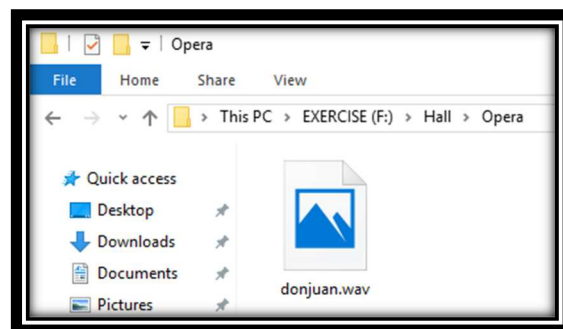 Opera
File Home Share View
This PC > EXERCISE (F:) > Hall > Opera
Quick access
Desktop
Downloads
Documents
Pictures
donjuan.wav